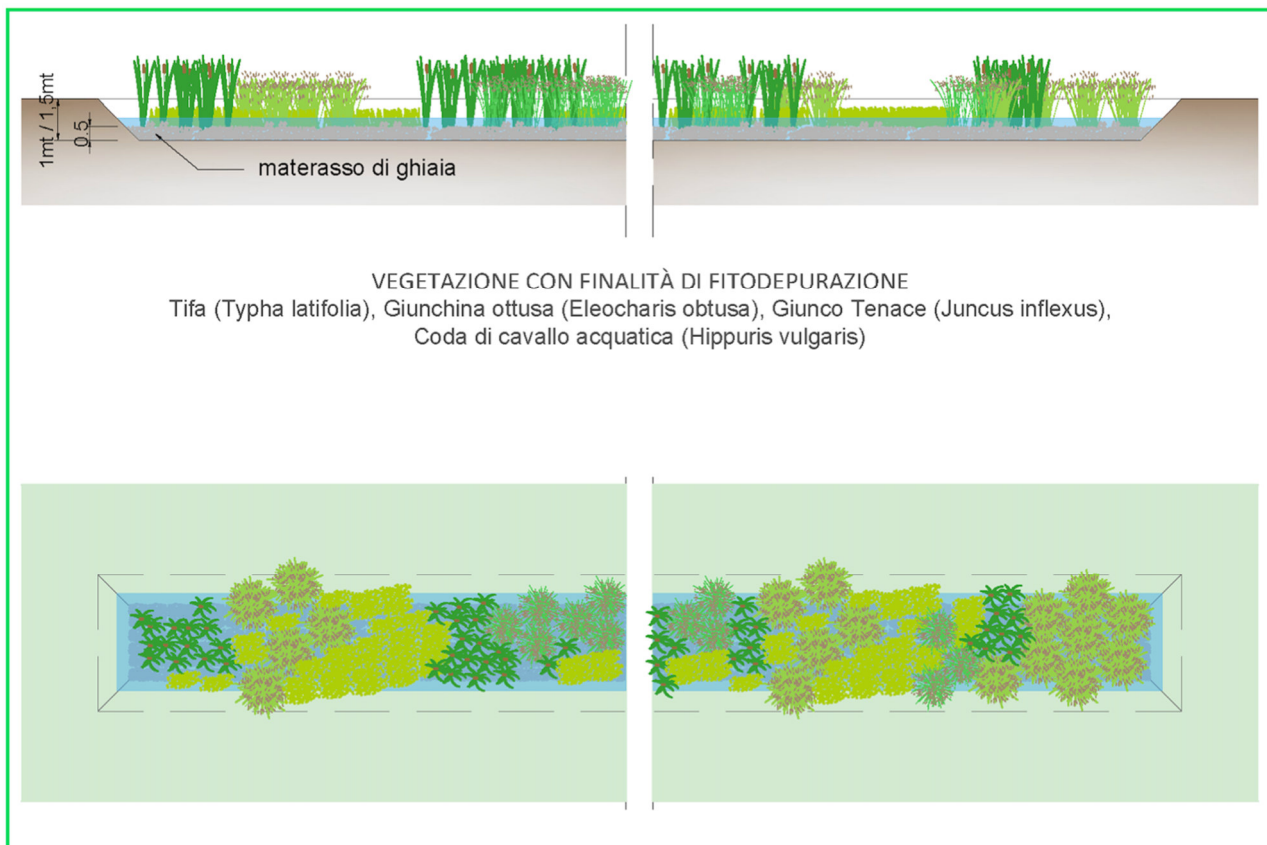 1mt / 1,5mt
0.5
materasso di ghiaia
VEGETAZIONE CON FINALITÀ DI FITODEPURAZIONE
Tifa (Typha latifolia), Giunchina ottusa (Eleocharis obtusa), Giunco Tenace (Juncus inflexus),
Coda di cavallo acquatica (Hippuris vulgaris)